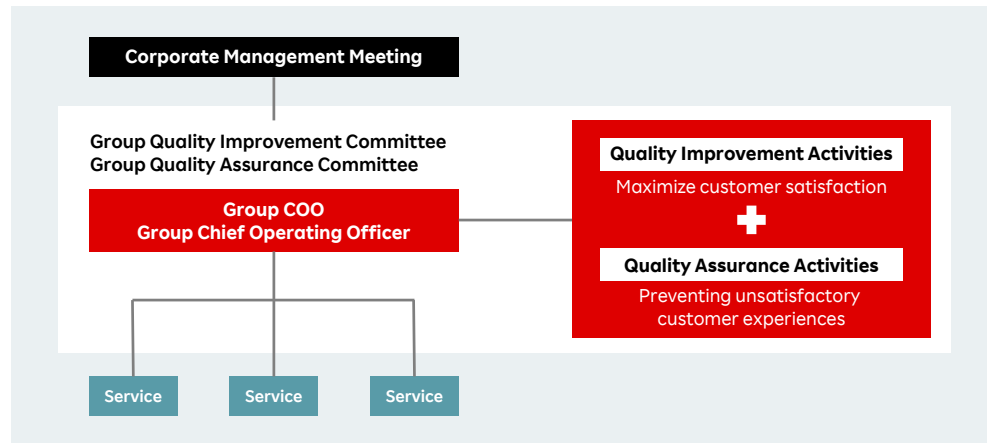 Corporate Management Meeting
Group Quality Improvement Committee
Group Quality Assurance Committee
Group COO
Group Chief Operating Officer
Quality Improvement Activities
Maximize customer satisfaction
Quality Assurance Activities
Preventing unsatisfactory
customer experiences
Service
Service
Service